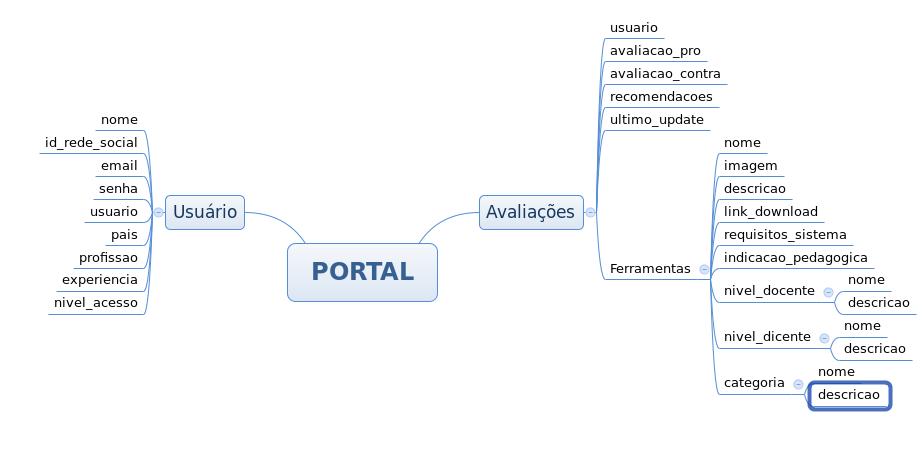 PORTAL
Usuário
nome
id_rede_social
email
senha
usuario
pais
profissao
experiencia
nivel_acesso
Avaliações
usuario
avaliacao_pro
avaliacao_contra
recomendacoes
ultimo_update
Ferramentas
nome
imagem
descricao
link_download
requisitos_sistema
indicacao_pedagogica
nivel_docente
nome
descricao
nivel_dicente
nome
descricao
categoria
nome
descricao